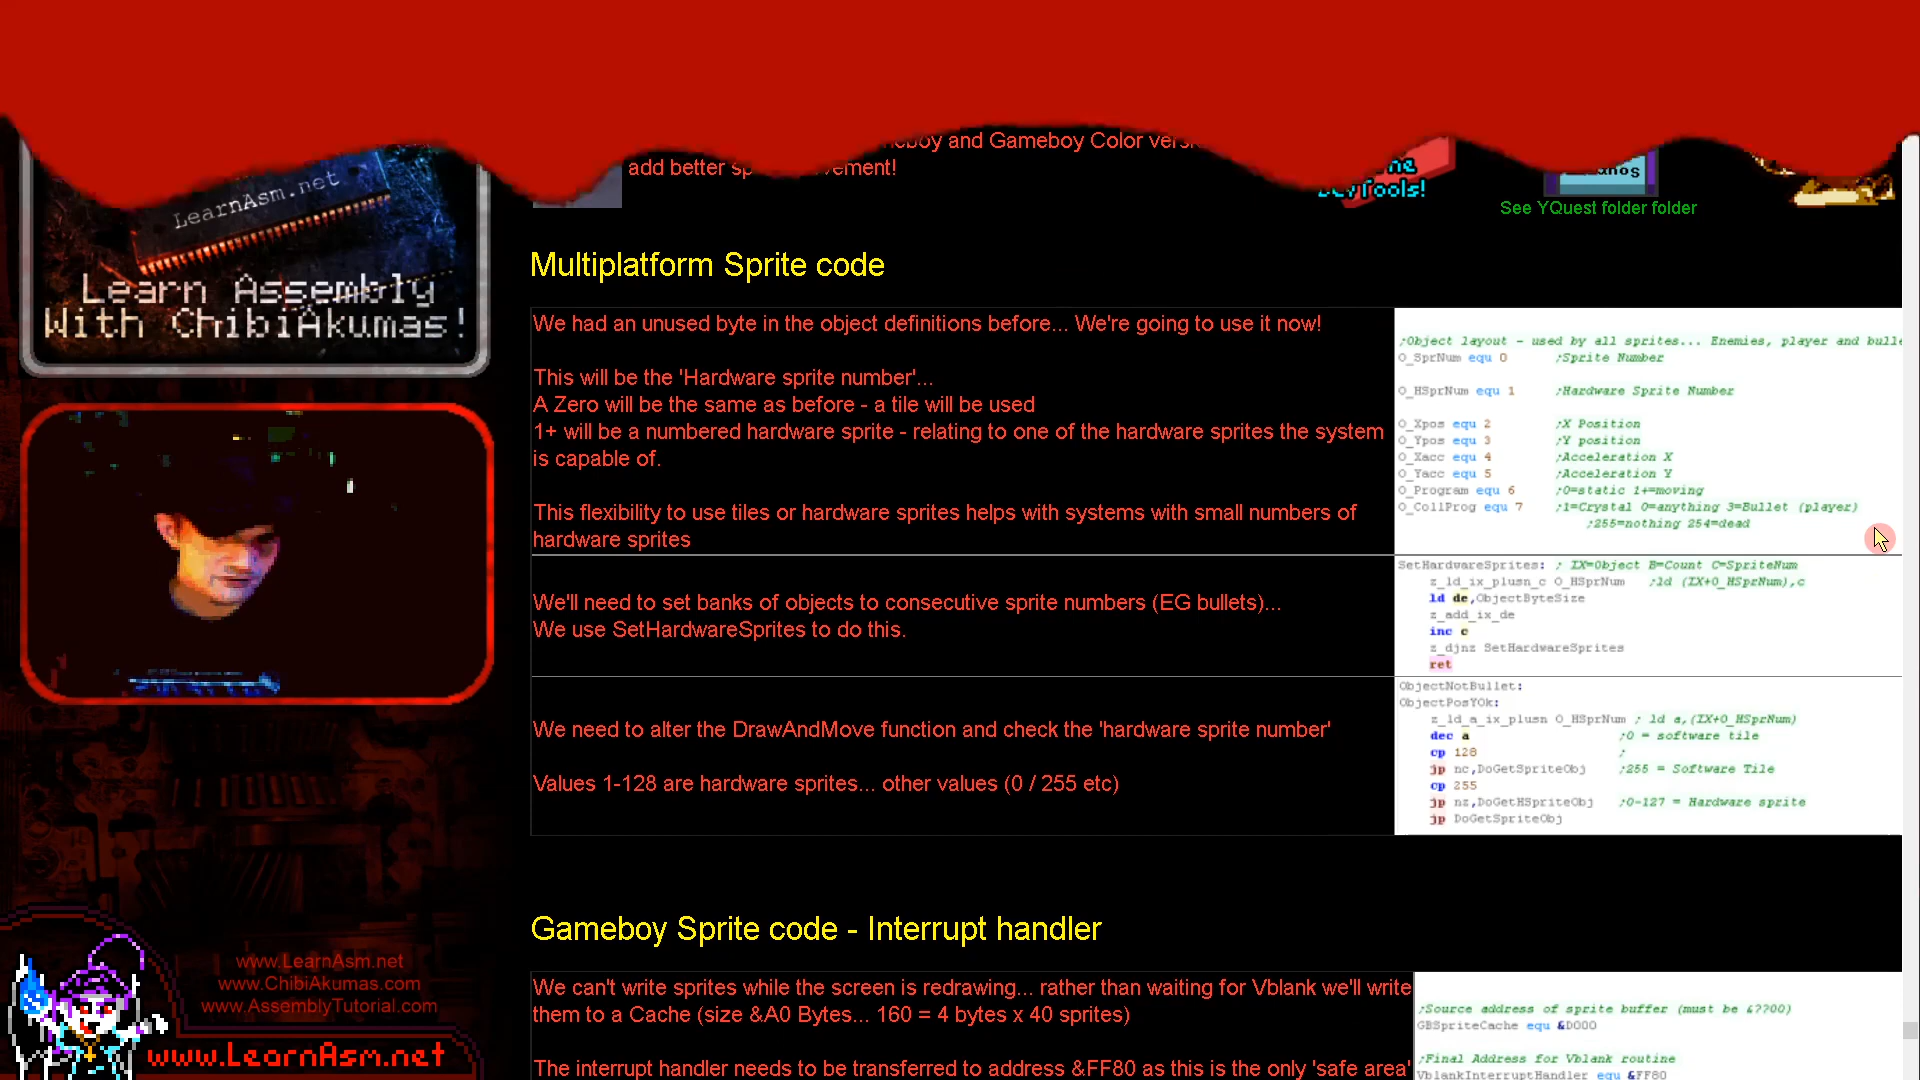 and Gameboy Color
add better
LearnAsm.net
Learn Assembly
With ChibiAkumas!
See YQuest folder folder
Multiplatform Sprite code
We had an unused byte in the object definitions before... We're going to use it now!
This will be the 'Hardware sprite number'...
A Zero will be the same as before - a tile will be used
1+ will be a numbered hardware sprite - relating to one of the hardware sprites the system
is capable of.
This flexibility to use tiles or hardware sprites helps with systems with small numbers of
hardware sprites
;Object layout - used by all sprites... Enemies, player and
O_SprNum equ 0 ;Sprite Number
O_HSprNum equ 1 ;Hardware Sprite Number
O_Xpos equ 2 ;X Position
O_Ypos equ 3 ;Y position
O_Xacc equ 4 ;Acceleration X
O_Yacc equ 5 ;Acceleration Y
O_Program equ 6 ;0=static 1+=moving
O_CollProg equ 7 ;1=Crystal 0=anything 3=Bullet (player)
;255=nothing 254=dead
We'll need to set banks of objects to consecutive sprite numbers (EG bullets)...
We use SetHardwareSprites to do this.
SetHardwareSprites: ; IX=Object B=Count C=SpriteNum
z_ld_ix_plusn_c O_HSprNum ;ld (IX+O_HSprNum),c
ld de,ObjectByteSize
z_add_ix_de
inc c
z_djnz SetHardwareSprites
ret
We need to alter the DrawAndMove function and check the 'hardware sprite number'
Values 1-128 are hardware sprites... other values (0 / 255 etc)
ObjectNotBullet:
ObjectPosYOk:
z_ld_a_ix_plusn O_HSprNum ; ld a,(IX+O_HSprNum)
dec a ;0 = software tile
cp 128 ;
jp nc,DoGetSpriteObj ;255 = Software Tile
cp 255
jp nz,DoGetHSpriteObj ;0-127 = Hardware sprite
jp DoGetSpriteObj
Gameboy Sprite code - Interrupt handler
We can't write sprites while the screen is redrawing... rather than waiting for Vblank we'll write
them to a Cache (size &A0 Bytes... 160 = 4 bytes x 40 sprites)
The interrupt handler needs to be transferred to address &FF80 as this is the only 'safe area'
;Source address of sprite buffer (must be &??00)
GBSpriteCache equ &D000
;Final Address for Vblank routine
VblankInterruptHandler equ &FF80
www.LearnAsm.net
www.ChibiAkumas.com
www.AssemblyTutorial.com
www.LearnAsm.net